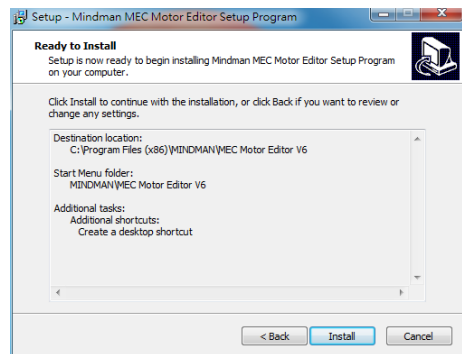 Setup - Mindman MEC Motor Editor Setup Program
Ready to Install
Setup is now ready to begin installing Mindman MEC Motor Editor Setup Program
on your computer.
Click Install to continue with the installation, or click Back if you want to review or
change any settings.
Destination location:
C:\Program Files (x86)\MINDMAN\MEC Motor Editor V6
Start Menu folder:
MINDMAN\MEC Motor Editor V6
Additional tasks:
Additional shortcuts:
Create a desktop shortcut
< Back
Install
Cancel